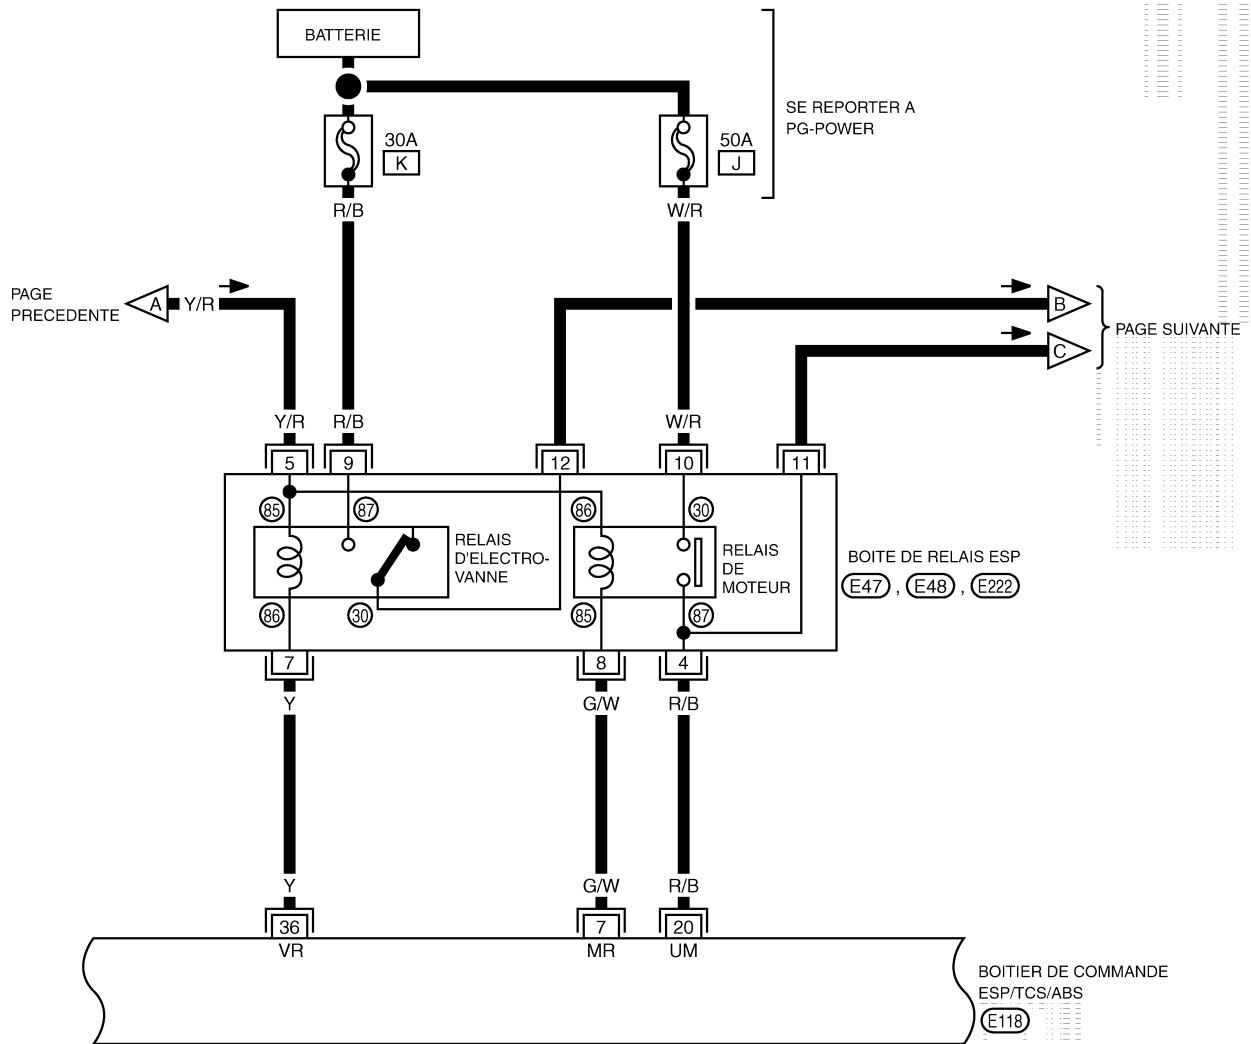 BATTERIE
SE REPORTER A
PG-POWER
30A
K
50A
J
R/B
W/R
PAGE
PRECEDENTE
A
Y/R
B
C
PAGE SUIVANTE
Y/R
R/B
W/R
5
9
12
10
11
85
87
86
30
RELAIS
D'ELECTRO-
VANNE
RELAIS
DE
MOTEUR
BOITE DE RELAIS ESP
E47 , E48 , E222
86
30
85
87
7
8
4
Y
G/W
R/B
Y
G/W
R/B
36
7
20
VR
MR
UM
BOITIER DE COMMANDE
ESP/TCS/ABS
E118